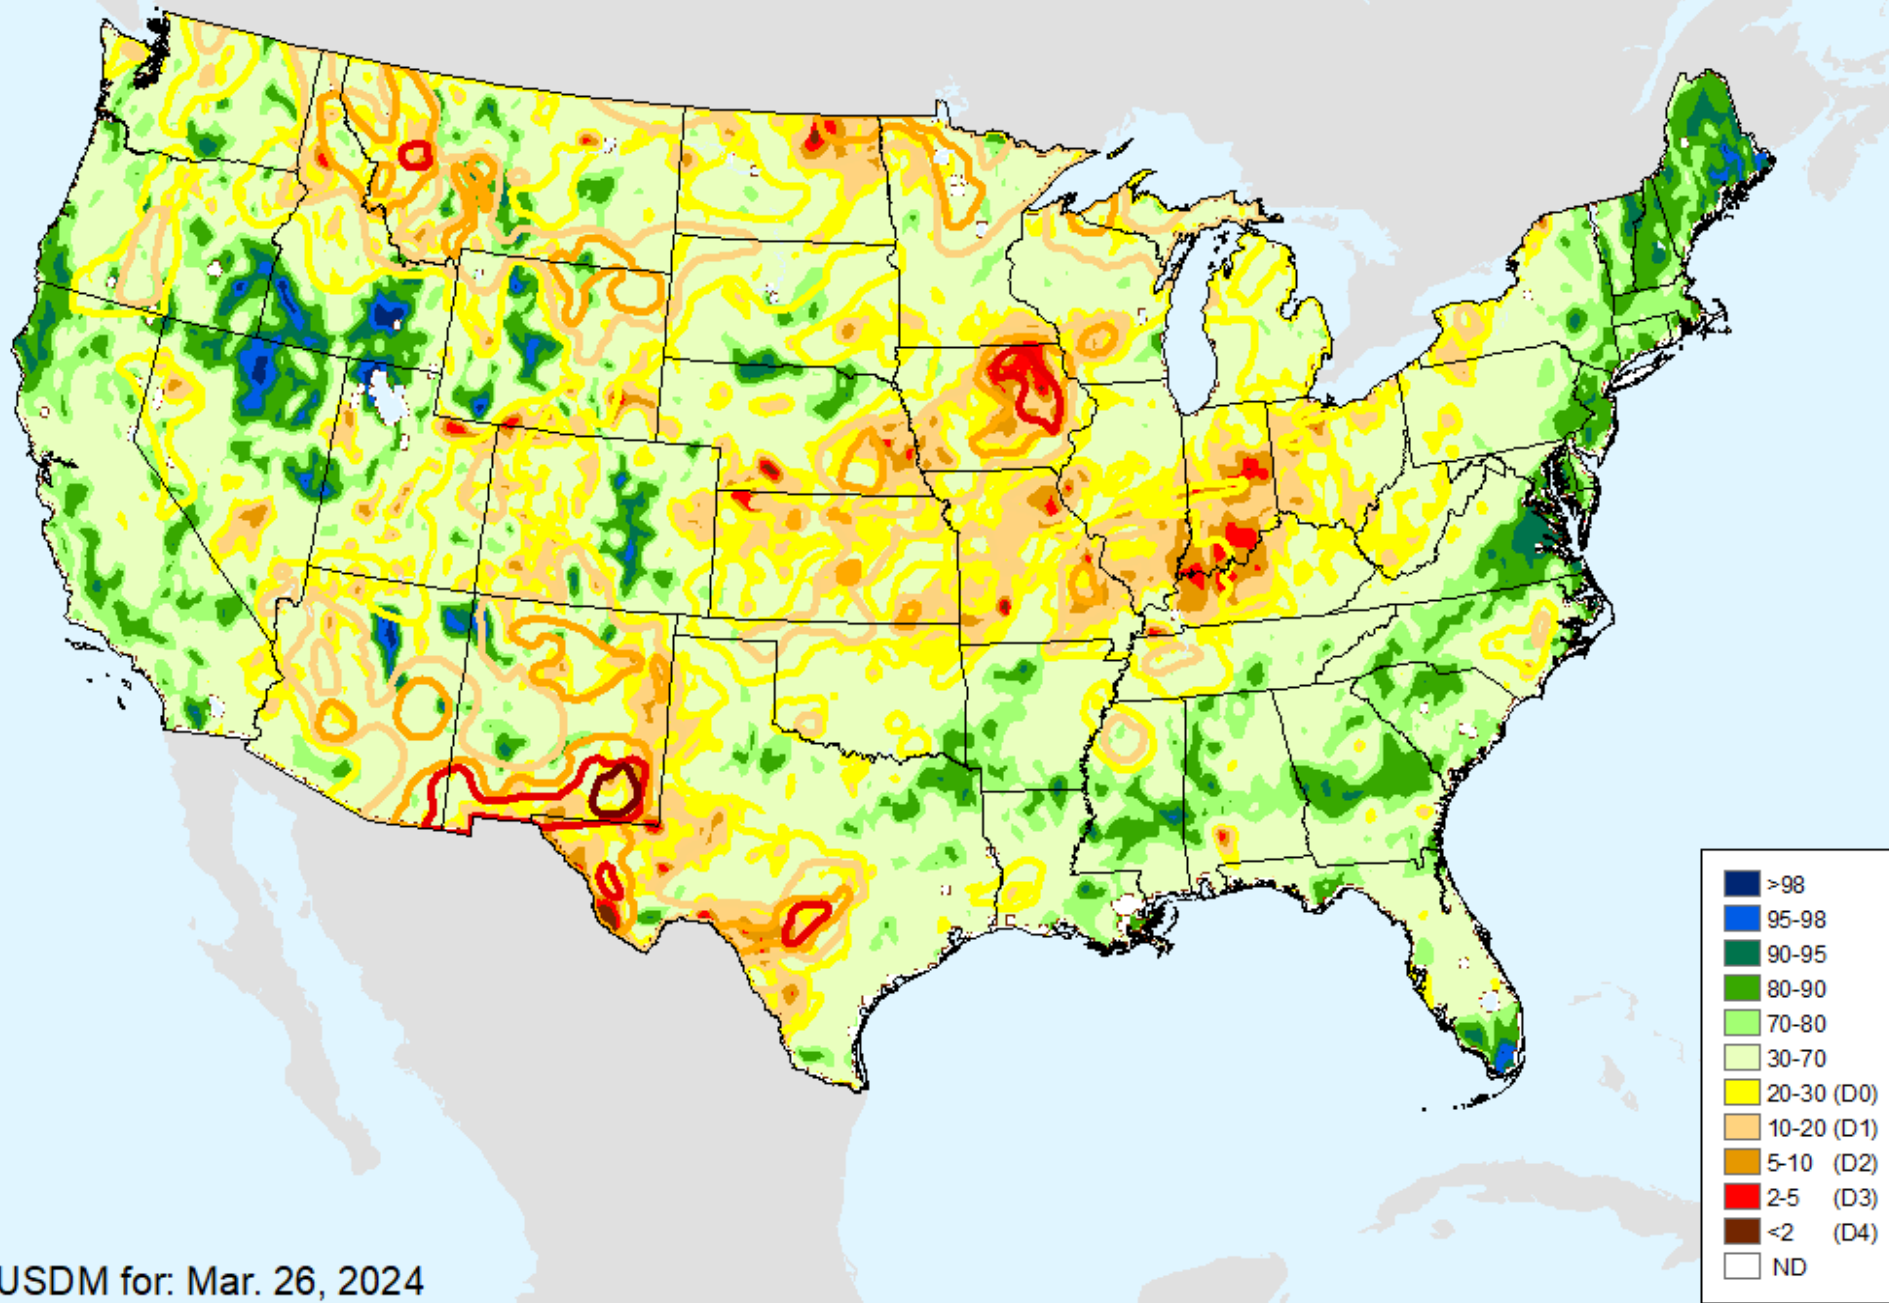 >98
95-98
90-95
80-90
70-80
30-70
20-30 (D0)
10-20 (D1)
5-10 (D2)
2-5 (D3)
<2 (D4)
ND
USDM for: Mar. 26, 2024